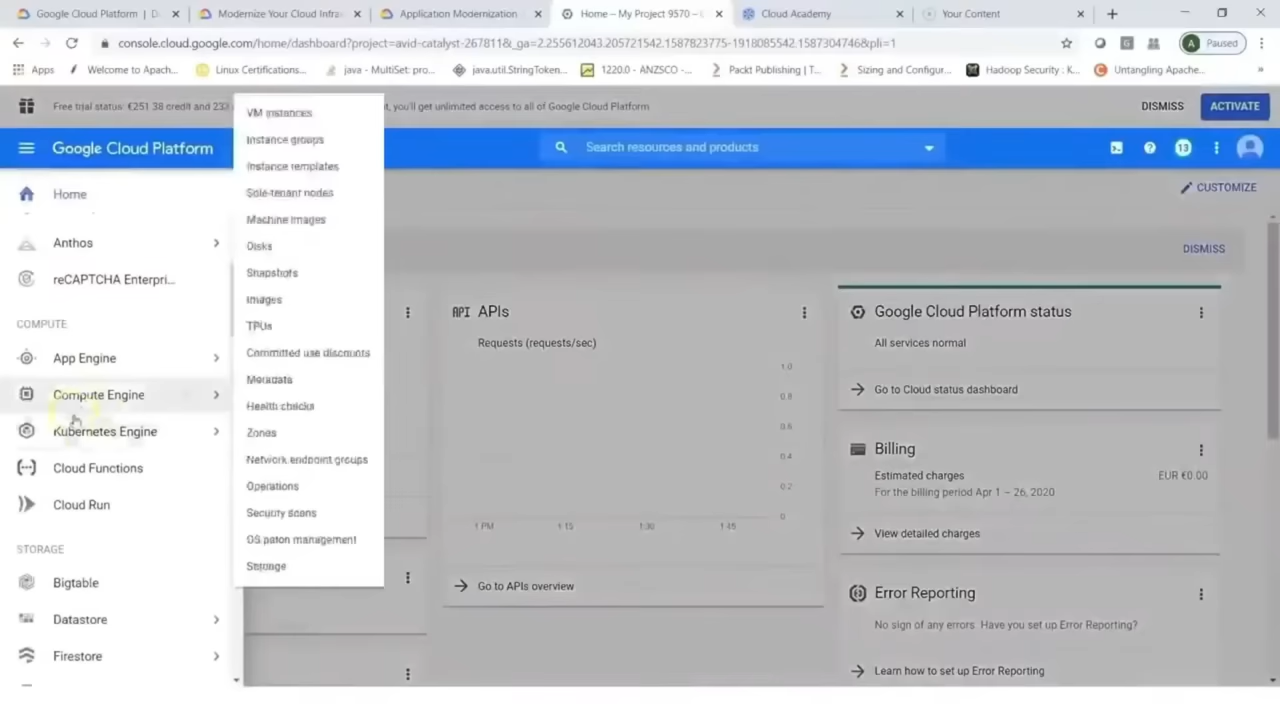 Google Cloud Platform | D
Modernize Your Cloud Infra
Application Modernization
Home – My Project 9570 –
Cloud Academy
Your Content
console.cloud.google.com/home/dashboard?project=avid-catalyst-267811&_ga=2.255612043.205721542.1587823775-1918085542.1587304746&pli=1
A
Paused
Apps
Welcome to Apach...
Linux Certifications...
java - MultiSet: pro...
java.util.StringToken...
1220.0 - ANZSCO -...
Packt Publishing | T...
Sizing and Configur...
Hadoop Security : K...
Untangling Apache...
»
Free trial status: €251.38 credit and 232
t, you'll get unlimited access to all of Google Cloud Platform
DISMISS
ACTIVATE
Google Cloud Platform
Search resources and products
13
Home
Anthos
reCAPTCHA Enterpri...
COMPUTE
App Engine
Compute Engine
Kubernetes Engine
Cloud Functions
Cloud Run
STORAGE
Bigtable
Datastore
Firestore
VM instances
Instance groups
Instance templates
Sole-tenant nodes
Machine images
Disks
Snapshots
Images
TPUs
Committed use discounts
Metadata
Health checks
Zones
Network endpoint groups
Operations
Security scans
OS patch management
Storage
CUSTOMIZE
DISMISS
API APIs
Requests (requests/sec)
1.0
0.8
0.6
0.4
0.2
0
1 PM
1:15
1:30
1:45
Go to APIs overview
Google Cloud Platform status
All services normal
Go to Cloud status dashboard
Billing
Estimated charges
EUR €0.00
For the billing period Apr 1 – 26, 2020
View detailed charges
Error Reporting
No sign of any errors. Have you set up Error Reporting?
Learn how to set up Error Reporting